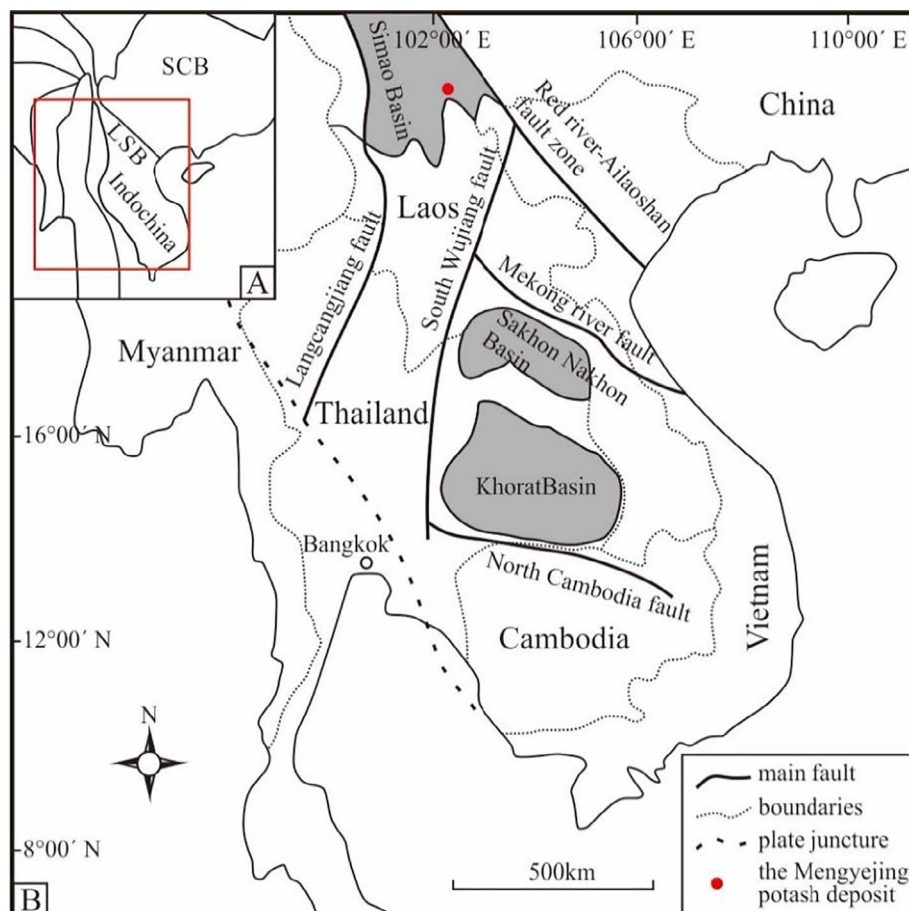 102°00′ E
106°00′ E
110°00′ E
SCB
LSB
Indochina
A
Simao Basin
Red river-Ailaoshan
fault zone
China
Laos
Langcangjiang fault
South Wujiang fault
Mekong river fault
Myanmar
Sakhon Nakhon
Basin
Thailand
16°00′ N
KhoratBasin
Bangkok
North Cambodia fault
Vietnam
12°00′ N
Cambodia
N
main fault
boundaries
plate juncture
the Mengyejing
potash deposit
8°00′ N
500km
B